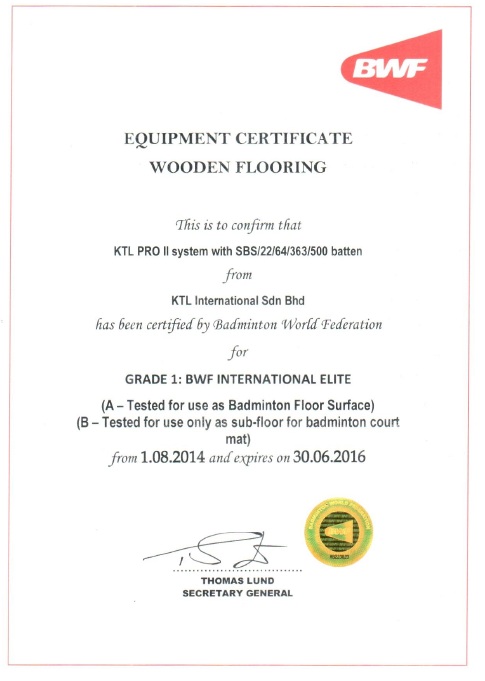 BWF
EQUIPMENT CERTIFICATE
WOODEN FLOORING
This is to confirm that
KTL PRO II system with SBS/22/64/363/500 batten
from
KTL International Sdn Bhd
has been certified by Badminton World Federation
for
GRADE 1: BWF INTERNATIONAL ELITE
(A – Tested for use as Badminton Floor Surface)
(B – Tested for use only as sub-floor for badminton court
mat)
from 1.08.2014 and expires on 30.06.2016
THOMAS LUND
SECRETARY GENERAL